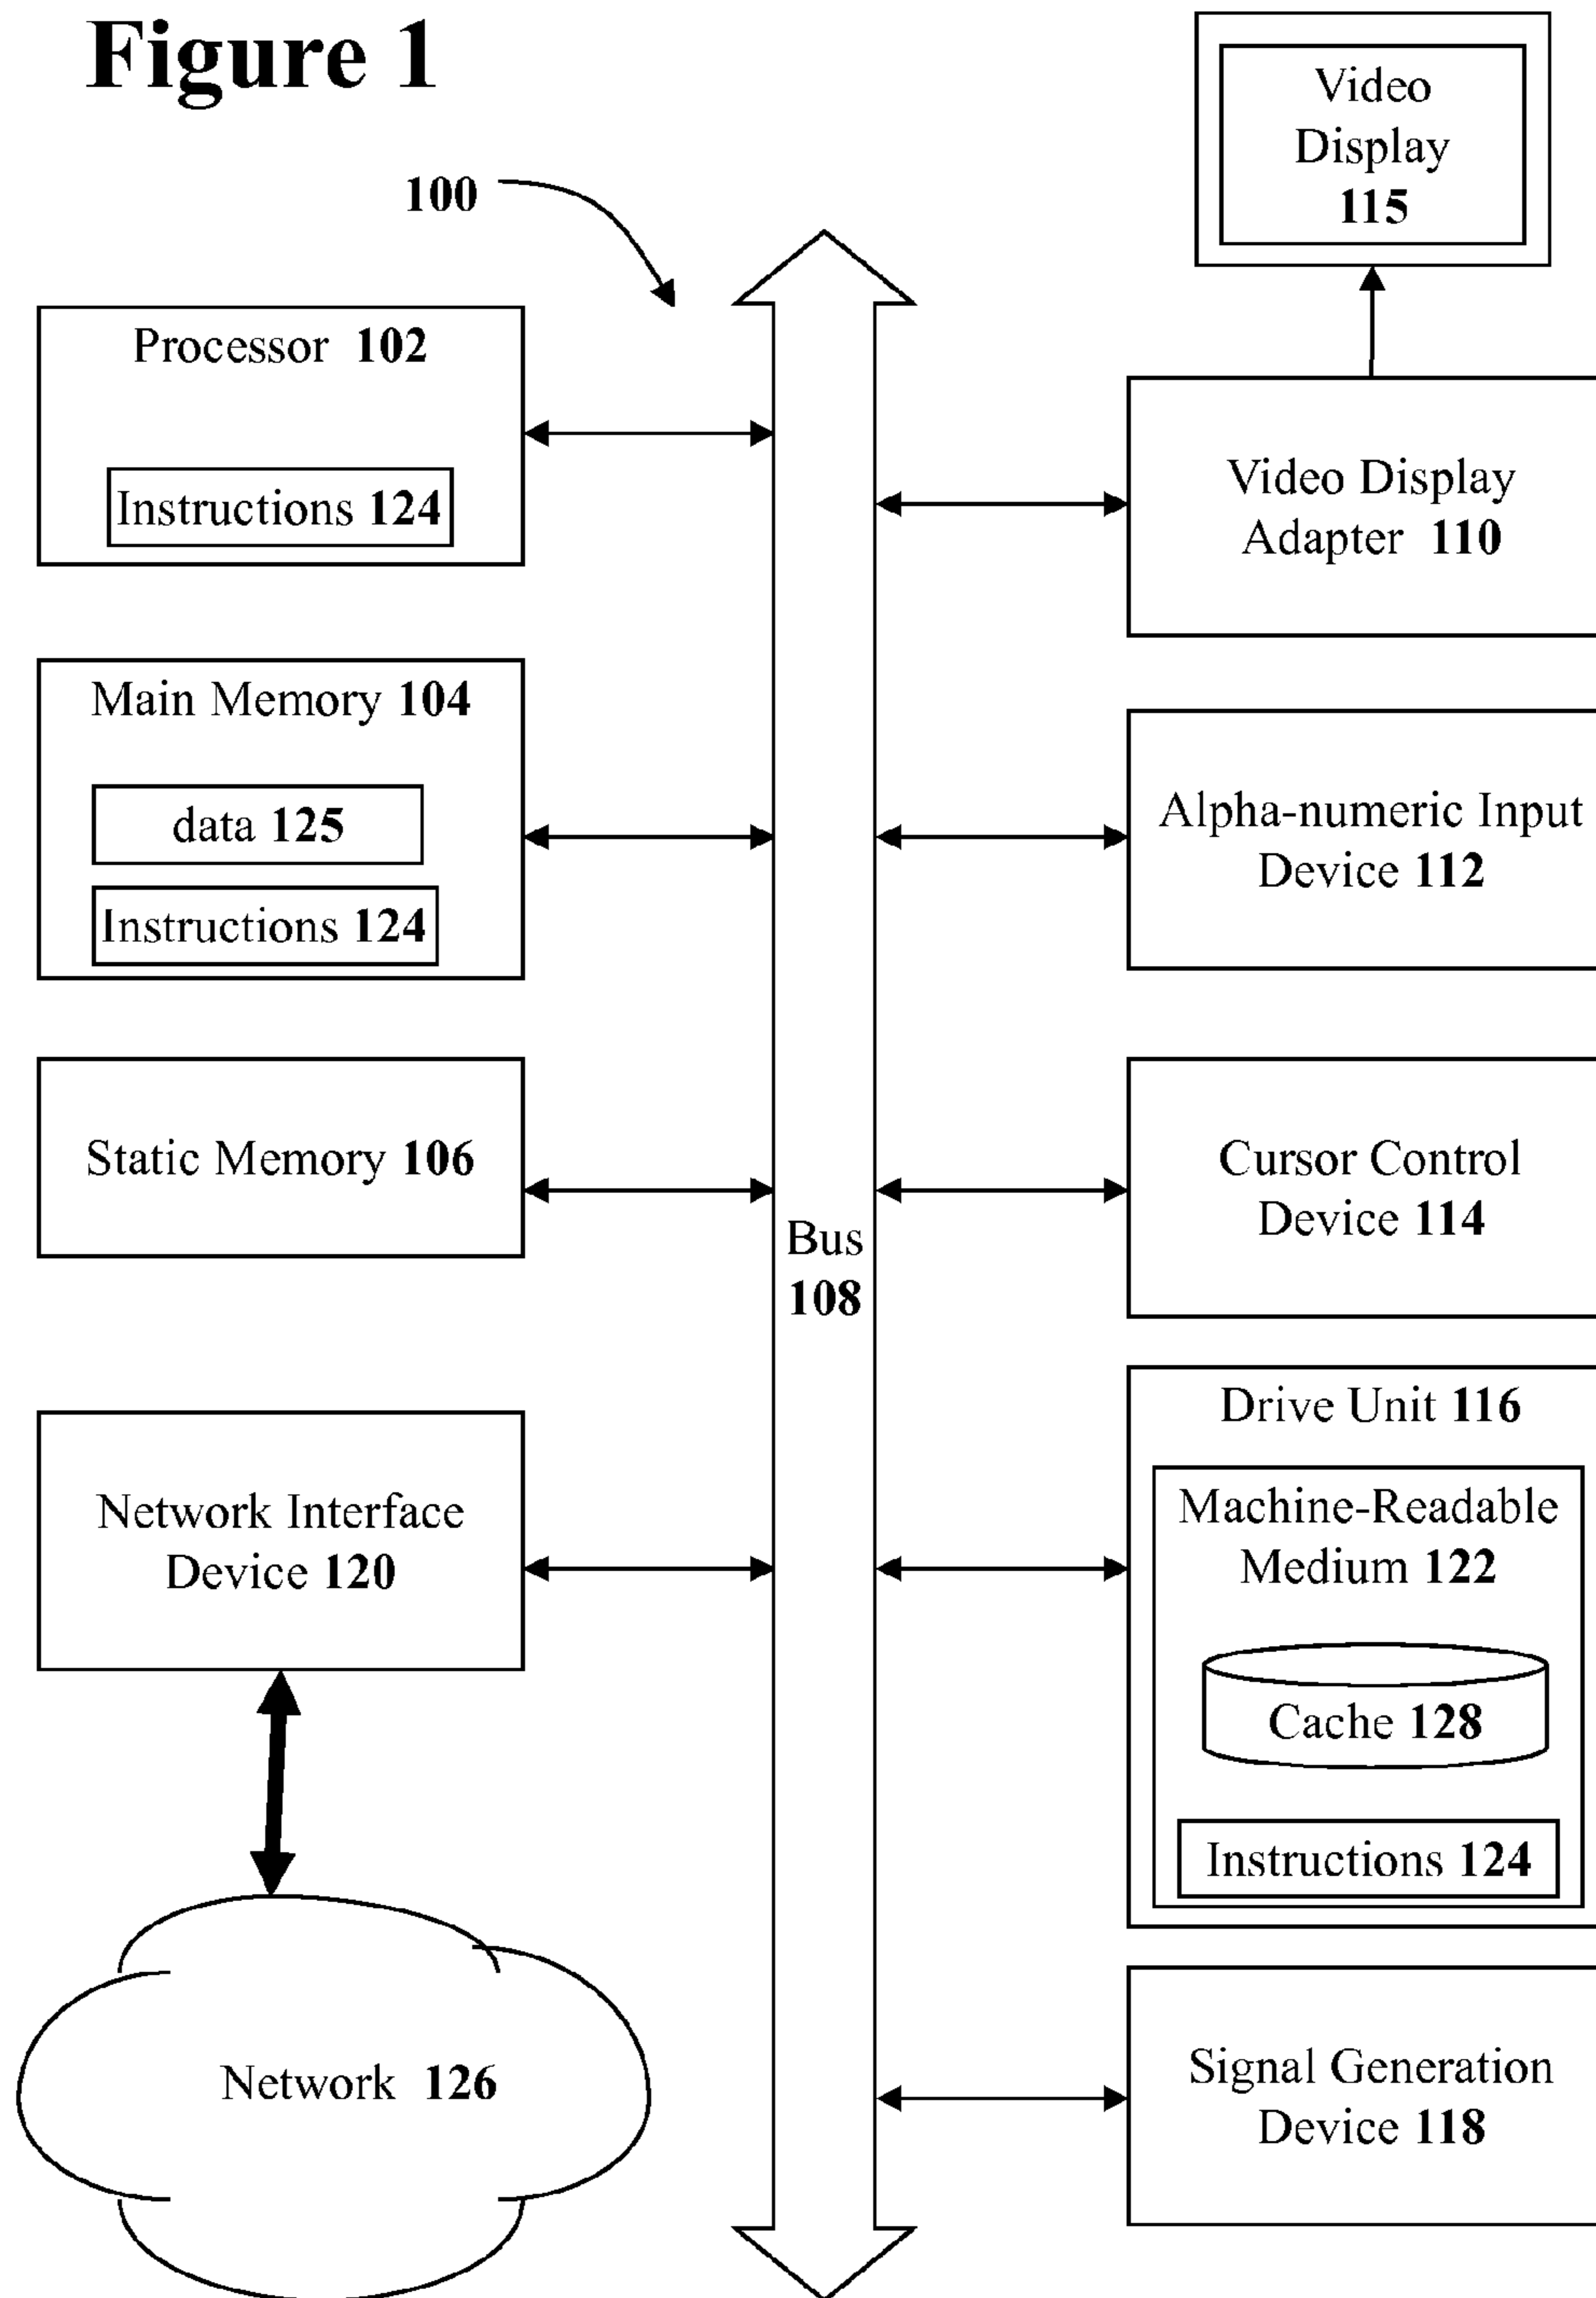 Figure 1
100
Processor 102
Instructions 124
Main Memory 104
data 125
Instructions 124
Static Memory 106
Network Interface
Device 120
Network 126
Bus
108
Video
Display
115
Video Display
Adapter 110
Alpha-numeric Input
Device 112
Cursor Control
Device 114
Drive Unit 116
Machine-Readable
Medium 122
Cache 128
Instructions 124
Signal Generation
Device 118